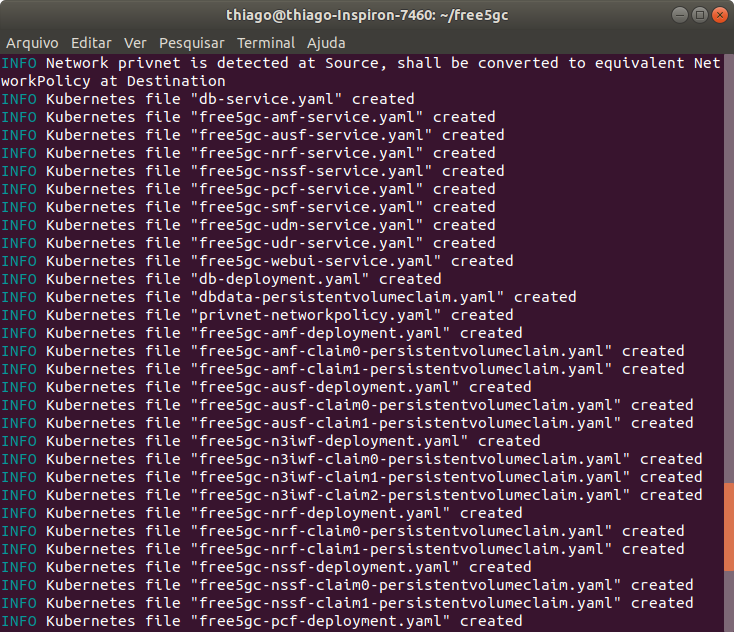 thiago@thiago-Inspiron-7460: ~/free5gc
Arquivo Editar Ver Pesquisar Terminal Ajuda
INFO Network privnet is detected at Source, shall be converted to equivalent Net
workPolicy at Destination
INFO Kubernetes file "db-service.yaml" created
INFO Kubernetes file "free5gc-amf-service.yaml" created
INFO Kubernetes file "free5gc-ausf-service.yaml" created
INFO Kubernetes file "free5gc-nrf-service.yaml" created
INFO Kubernetes file "free5gc-nssf-service.yaml" created
INFO Kubernetes file "free5gc-pcf-service.yaml" created
INFO Kubernetes file "free5gc-smf-service.yaml" created
INFO Kubernetes file "free5gc-udm-service.yaml" created
INFO Kubernetes file "free5gc-udr-service.yaml" created
INFO Kubernetes file "free5gc-webui-service.yaml" created
INFO Kubernetes file "db-deployment.yaml" created
INFO Kubernetes file "dbdata-persistentvolumeclaim.yaml" created
INFO Kubernetes file "privnet-networkpolicy.yaml" created
INFO Kubernetes file "free5gc-amf-deployment.yaml" created
INFO Kubernetes file "free5gc-amf-claim0-persistentvolumeclaim.yaml" created
INFO Kubernetes file "free5gc-amf-claim1-persistentvolumeclaim.yaml" created
INFO Kubernetes file "free5gc-ausf-deployment.yaml" created
INFO Kubernetes file "free5gc-ausf-claim0-persistentvolumeclaim.yaml" created
INFO Kubernetes file "free5gc-ausf-claim1-persistentvolumeclaim.yaml" created
INFO Kubernetes file "free5gc-n3iwf-deployment.yaml" created
INFO Kubernetes file "free5gc-n3iwf-claim0-persistentvolumeclaim.yaml" created
INFO Kubernetes file "free5gc-n3iwf-claim1-persistentvolumeclaim.yaml" created
INFO Kubernetes file "free5gc-n3iwf-claim2-persistentvolumeclaim.yaml" created
INFO Kubernetes file "free5gc-nrf-deployment.yaml" created
INFO Kubernetes file "free5gc-nrf-claim0-persistentvolumeclaim.yaml" created
INFO Kubernetes file "free5gc-nrf-claim1-persistentvolumeclaim.yaml" created
INFO Kubernetes file "free5gc-nssf-deployment.yaml" created
INFO Kubernetes file "free5gc-nssf-claim0-persistentvolumeclaim.yaml" created
INFO Kubernetes file "free5gc-nssf-claim1-persistentvolumeclaim.yaml" created
INFO Kubernetes file "free5gc-pcf-deployment.yaml" created